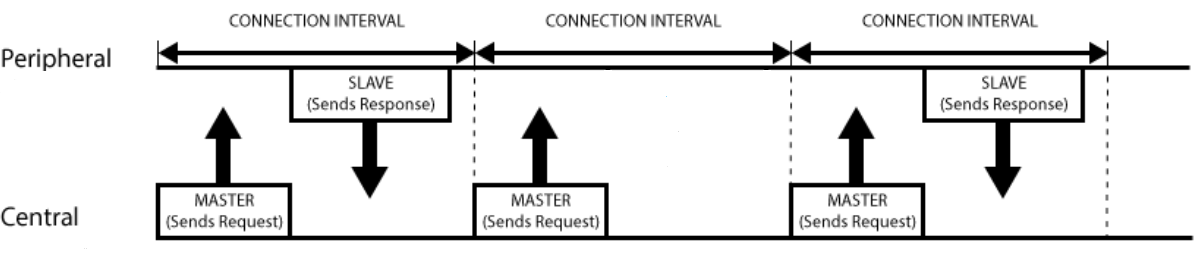 CONNECTION INTERVAL
CONNECTION INTERVAL
CONNECTION INTERVAL
Peripheral
SLAVE
(Sends Response)
SLAVE
(Sends Response)
MASTER
(Sends Request)
MASTER
(Sends Request)
MASTER
(Sends Request)
Central